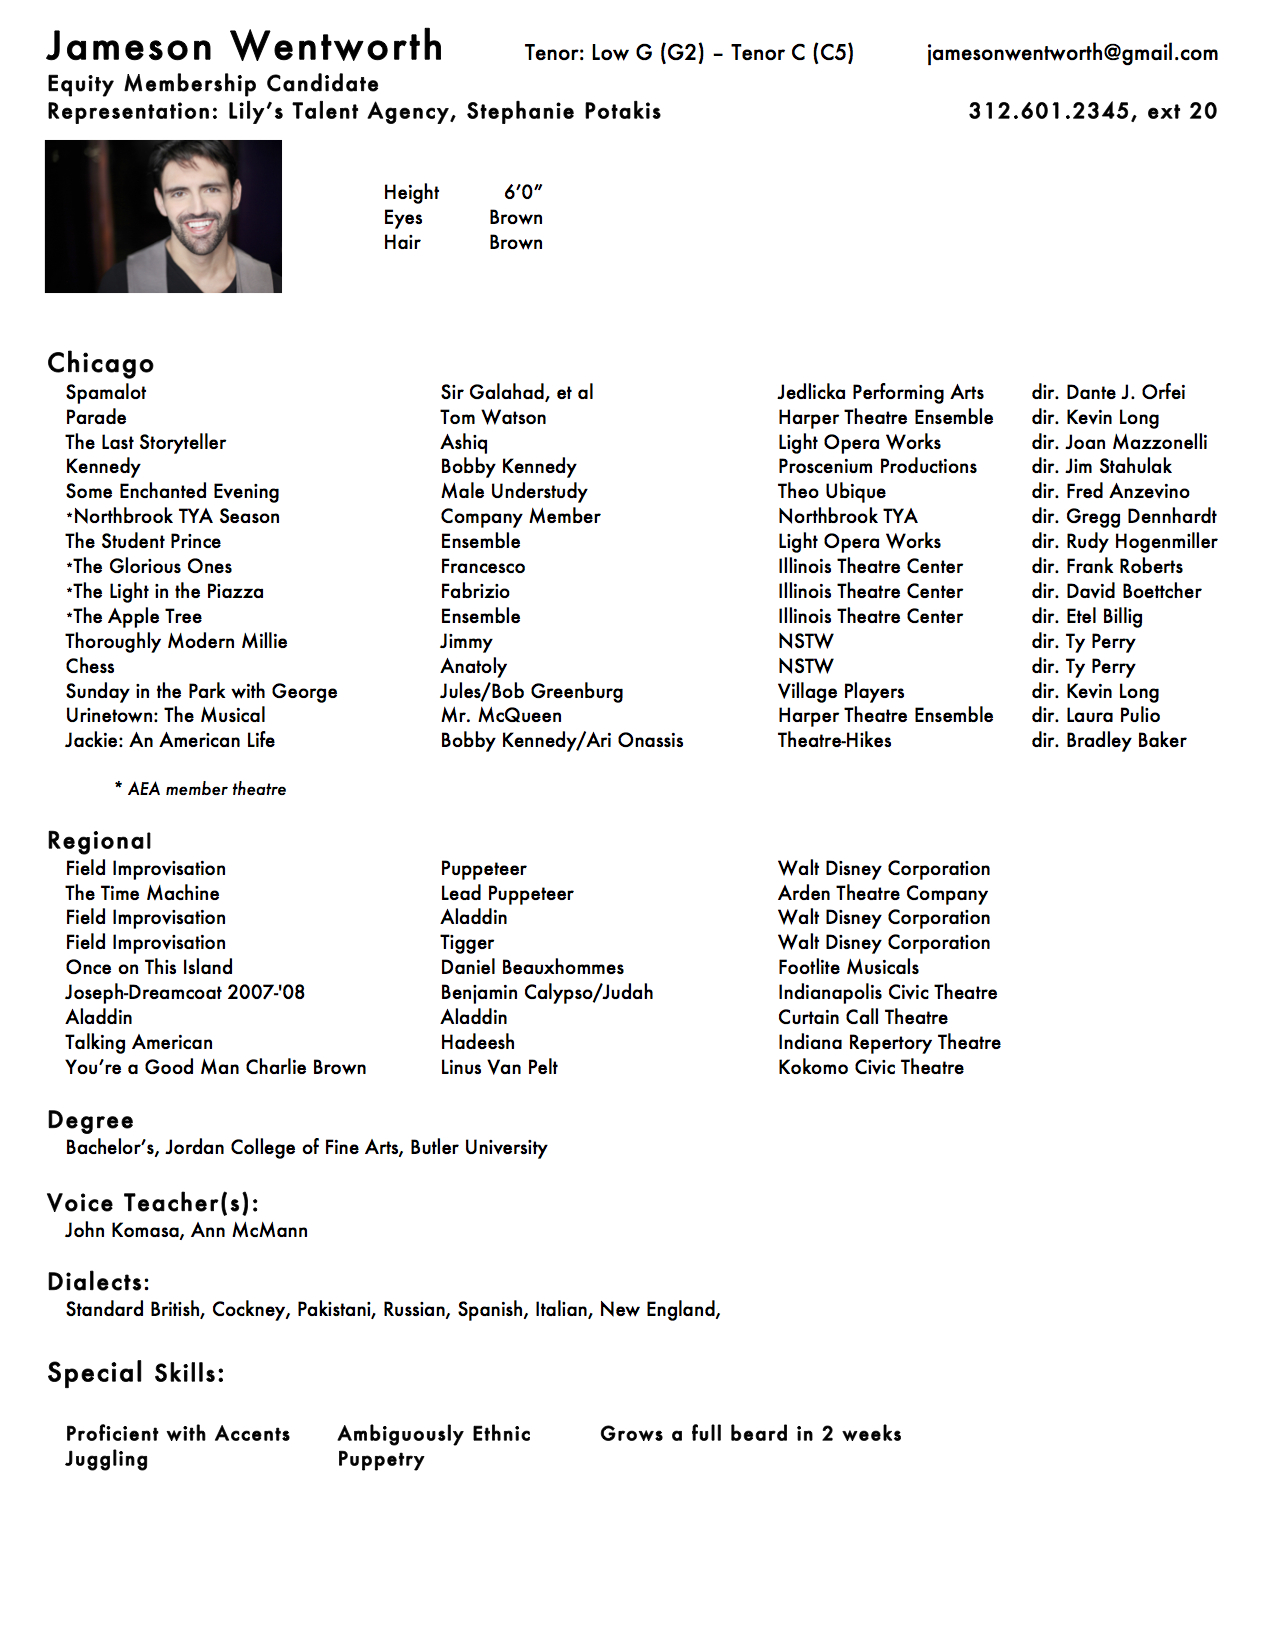 Jameson Wentworth Tenor: Low G (G2) – Tenor C (C5) jamesonwentworth@gmail.com
Equity Membership Candidate
Representation: Lily’s Talent Agency, Stephanie Potakis 312.601.2345, ext 20
Height 6’0”
Eyes Brown
Hair Brown
Chicago
Spamalot Sir Galahad, et al Jedlicka Performing Arts dir. Dante J. Orfei
Parade Tom Watson Harper Theatre Ensemble dir. Kevin Long
The Last Storyteller Ashiq Light Opera Works dir. Joan Mazzonelli
Kennedy Bobby Kennedy Proscenium Productions dir. Jim Stahulak
Some Enchanted Evening Male Understudy Theo Ubique dir. Fred Anzevino
*Northbrook TYA Season Company Member Northbrook TYA dir. Gregg Dennhardt
The Student Prince Ensemble Light Opera Works dir. Rudy Hogenmiller
*The Glorious Ones Francesco Illinois Theatre Center dir. Frank Roberts
*The Light in the Piazza Fabrizio Illinois Theatre Center dir. David Boettcher
*The Apple Tree Ensemble Illinois Theatre Center dir. Etel Billig
Thoroughly Modern Millie Jimmy NSTW dir. Ty Perry
Chess Anatoly NSTW dir. Ty Perry
Sunday in the Park with George Jules/Bob Greenburg Village Players dir. Kevin Long
Urinetown: The Musical Mr. McQueen Harper Theatre Ensemble dir. Laura Pulio
Jackie: An American Life Bobby Kennedy/Ari Onassis Theatre-Hikes dir. Bradley Baker
* AEA member theatre
Regional
Field Improvisation Puppeteer Walt Disney Corporation
The Time Machine Lead Puppeteer Arden Theatre Company
Field Improvisation Aladdin Walt Disney Corporation
Field Improvisation Tigger Walt Disney Corporation
Once on This Island Daniel Beauxhommes Footlite Musicals
Joseph-Dreamcoat 2007-'08 Benjamin Calypso/Judah Indianapolis Civic Theatre
Aladdin Aladdin Curtain Call Theatre
Talking American Hadeesh Indiana Repertory Theatre
You’re a Good Man Charlie Brown Linus Van Pelt Kokomo Civic Theatre
Degree
Bachelor’s, Jordan College of Fine Arts, Butler University
Voice Teacher(s):
John Komasa, Ann McMann
Dialects:
Standard British, Cockney, Pakistani, Russian, Spanish, Italian, New England,
Special Skills:
Proficient with Accents Ambiguously Ethnic Grows a full beard in 2 weeks
Juggling Puppetry